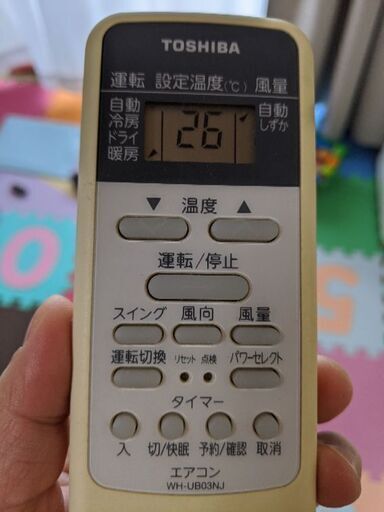 TOSHIBA
運転 設定温度(℃) 風量
自動 自動
冷房 26 しずか
ドライ
暖房
▼ 温度 ▲
運転/停止
スイング 風向 風量
運転切換 リセット 点検 パワーセレクト
タイマー
入 切/快眠 予約/確認 取消
エアコン
WH-UB03NJ